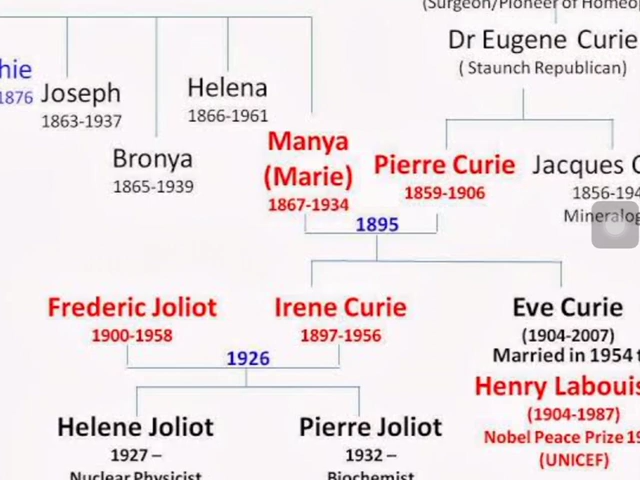 (Surgeon/Pioneer of
Dr Eugene Curie
( Staunch Republican)
hie
1876
Joseph
1863-1937
Helena
1866-1961
Bronya
1865-1939
Manya
(Marie)
1867-1934
Pierre Curie
1859-1906
Jacques C
1856-194
Mineralog
1895
Frederic Joliot
1900-1958
Irene Curie
1897-1956
Eve Curie
(1904-2007)
Married in 1954 t
1926
Henry Labouis
(1904-1987)
Nobel Peace Prize 19
(UNICEF)
Helene Joliot
1927 –
Nuclear Physicist
Pierre Joliot
1932 –
Biochemist